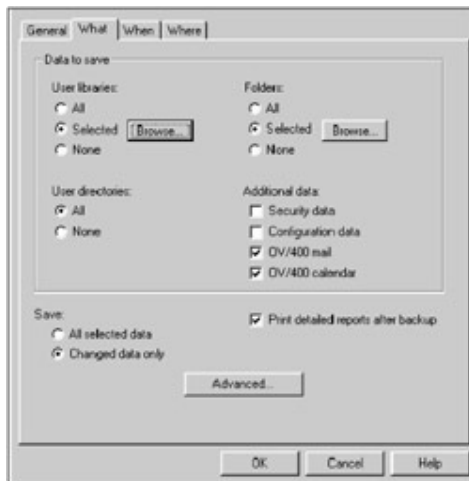 General What When Where
Data to save
User libraries: Folders:
All All
Selected Browse... Selected Browse...
None None
User directories: Additional data:
All Security data
None Configuration data
OV/400 mail
OV/400 calendar
Save: Print detailed reports after backup
All selected data
Changed data only
Advanced...
OK Cancel Help